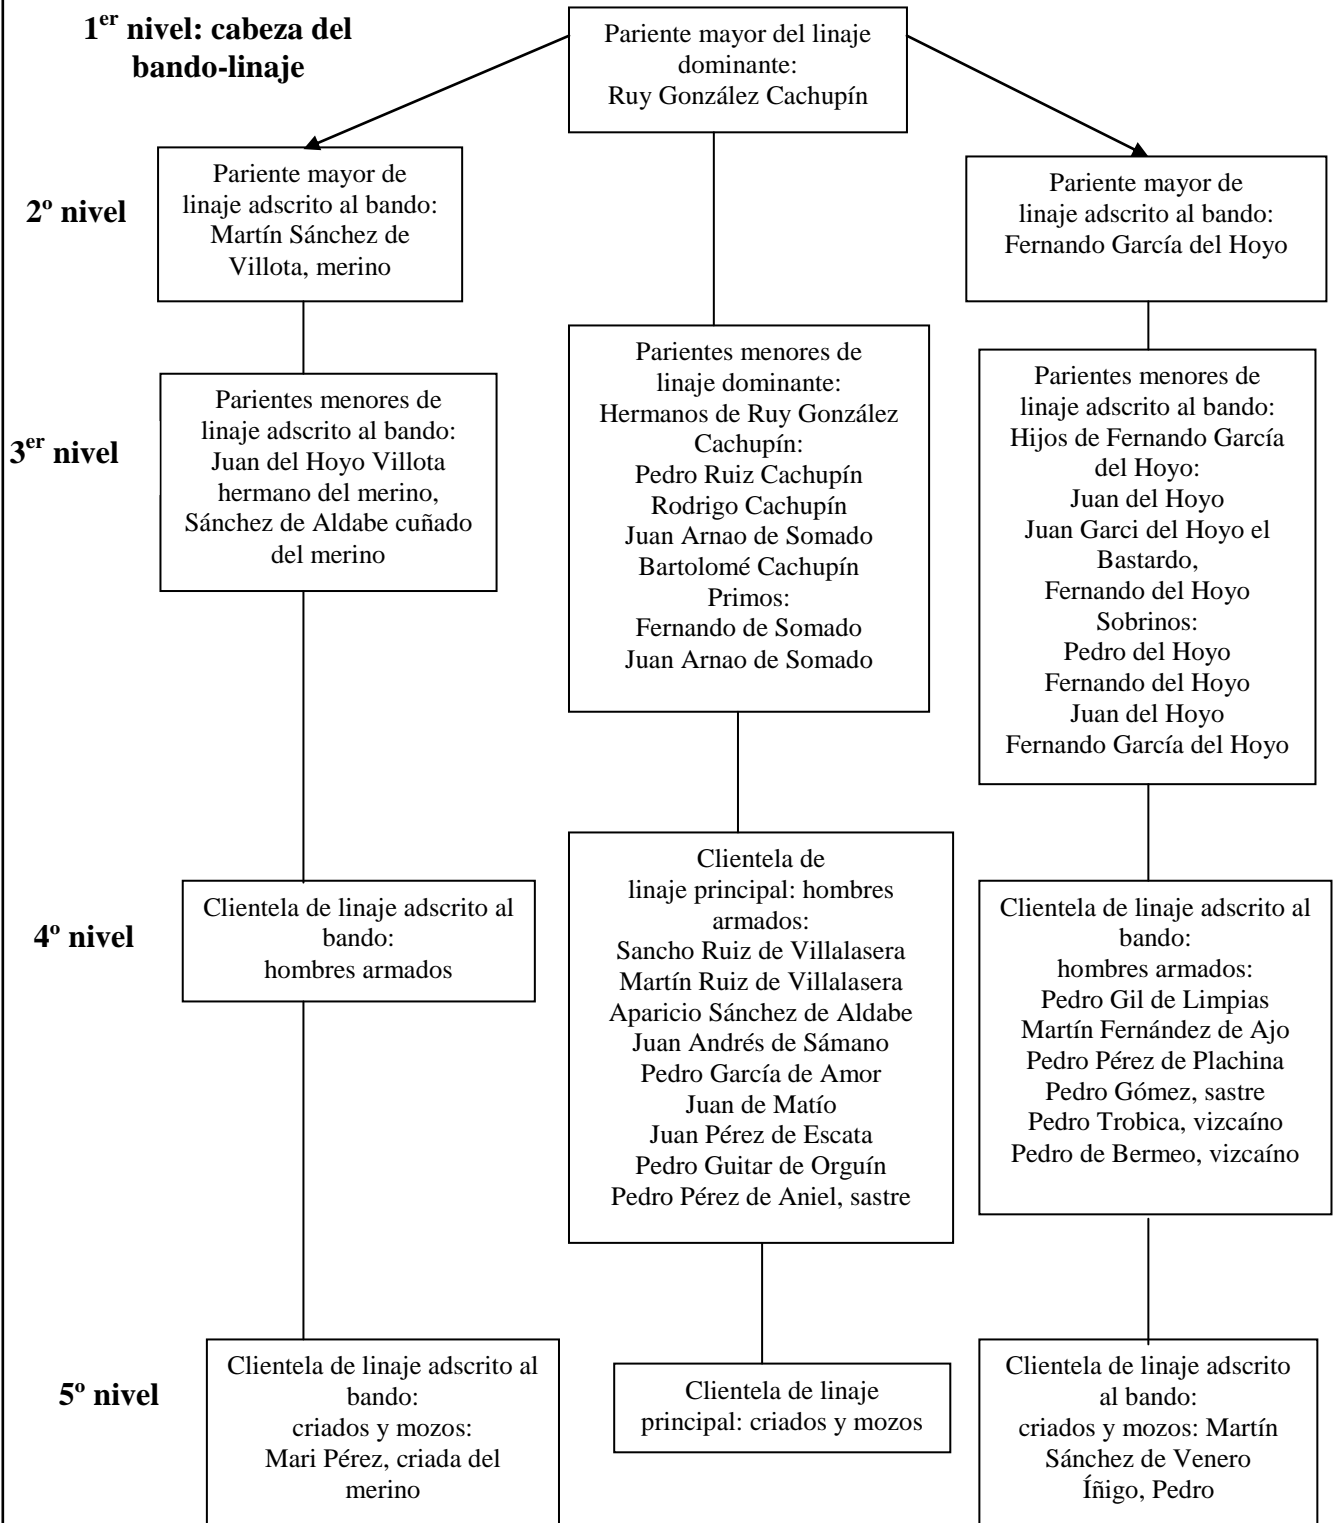 1er nivel: cabeza del
bando-linaje
Pariente mayor del linaje
dominante:
Ruy González Cachupín
2º nivel
Pariente mayor de
linaje adscrito al bando:
Martín Sánchez de
Villota, merino
Pariente mayor de
linaje adscrito al bando:
Fernando García del Hoyo
3er nivel
Parientes menores de
linaje adscrito al bando:
Juan del Hoyo Villota
hermano del merino,
Sánchez de Aldabe cuñado
del merino
Parientes menores de
linaje dominante:
Hermanos de Ruy González
Cachupín:
Pedro Ruiz Cachupín
Rodrigo Cachupín
Juan Arnao de Somado
Bartolomé Cachupín
Primos:
Fernando de Somado
Juan Arnao de Somado
Parientes menores de
linaje adscrito al bando:
Hijos de Fernando García
del Hoyo:
Juan del Hoyo
Juan Garci del Hoyo el
Bastardo,
Fernando del Hoyo
Sobrinos:
Pedro del Hoyo
Fernando del Hoyo
Juan del Hoyo
Fernando García del Hoyo
4º nivel
Clientela de linaje adscrito al
bando:
hombres armados
Clientela de
linaje principal: hombres
armados:
Sancho Ruiz de Villalasera
Martín Ruiz de Villalasera
Aparicio Sánchez de Aldabe
Juan Andrés de Sámano
Pedro García de Amor
Juan de Matío
Juan Pérez de Escata
Pedro Guitar de Orguín
Pedro Pérez de Aniel, sastre
Clientela de linaje adscrito al
bando:
hombres armados:
Pedro Gil de Limpias
Martín Fernández de Ajo
Pedro Pérez de Plachina
Pedro Gómez, sastre
Pedro Trobica, vizcaíno
Pedro de Bermeo, vizcaíno
5º nivel
Clientela de linaje adscrito al
bando:
criados y mozos:
Mari Pérez, criada del
merino
Clientela de linaje
principal: criados y mozos
Clientela de linaje adscrito
al bando:
criados y mozos: Martín
Sánchez de Venero
Íñigo, Pedro